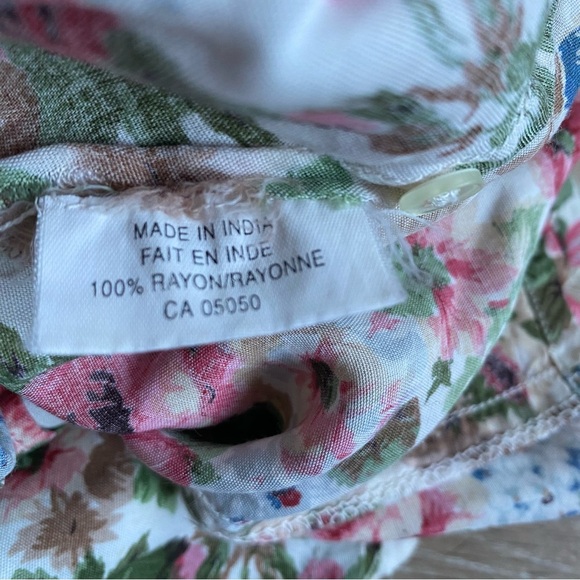 MADE IN INDIA
FAIT EN INDE
100% RAYON/RAYONNE
CA 05050